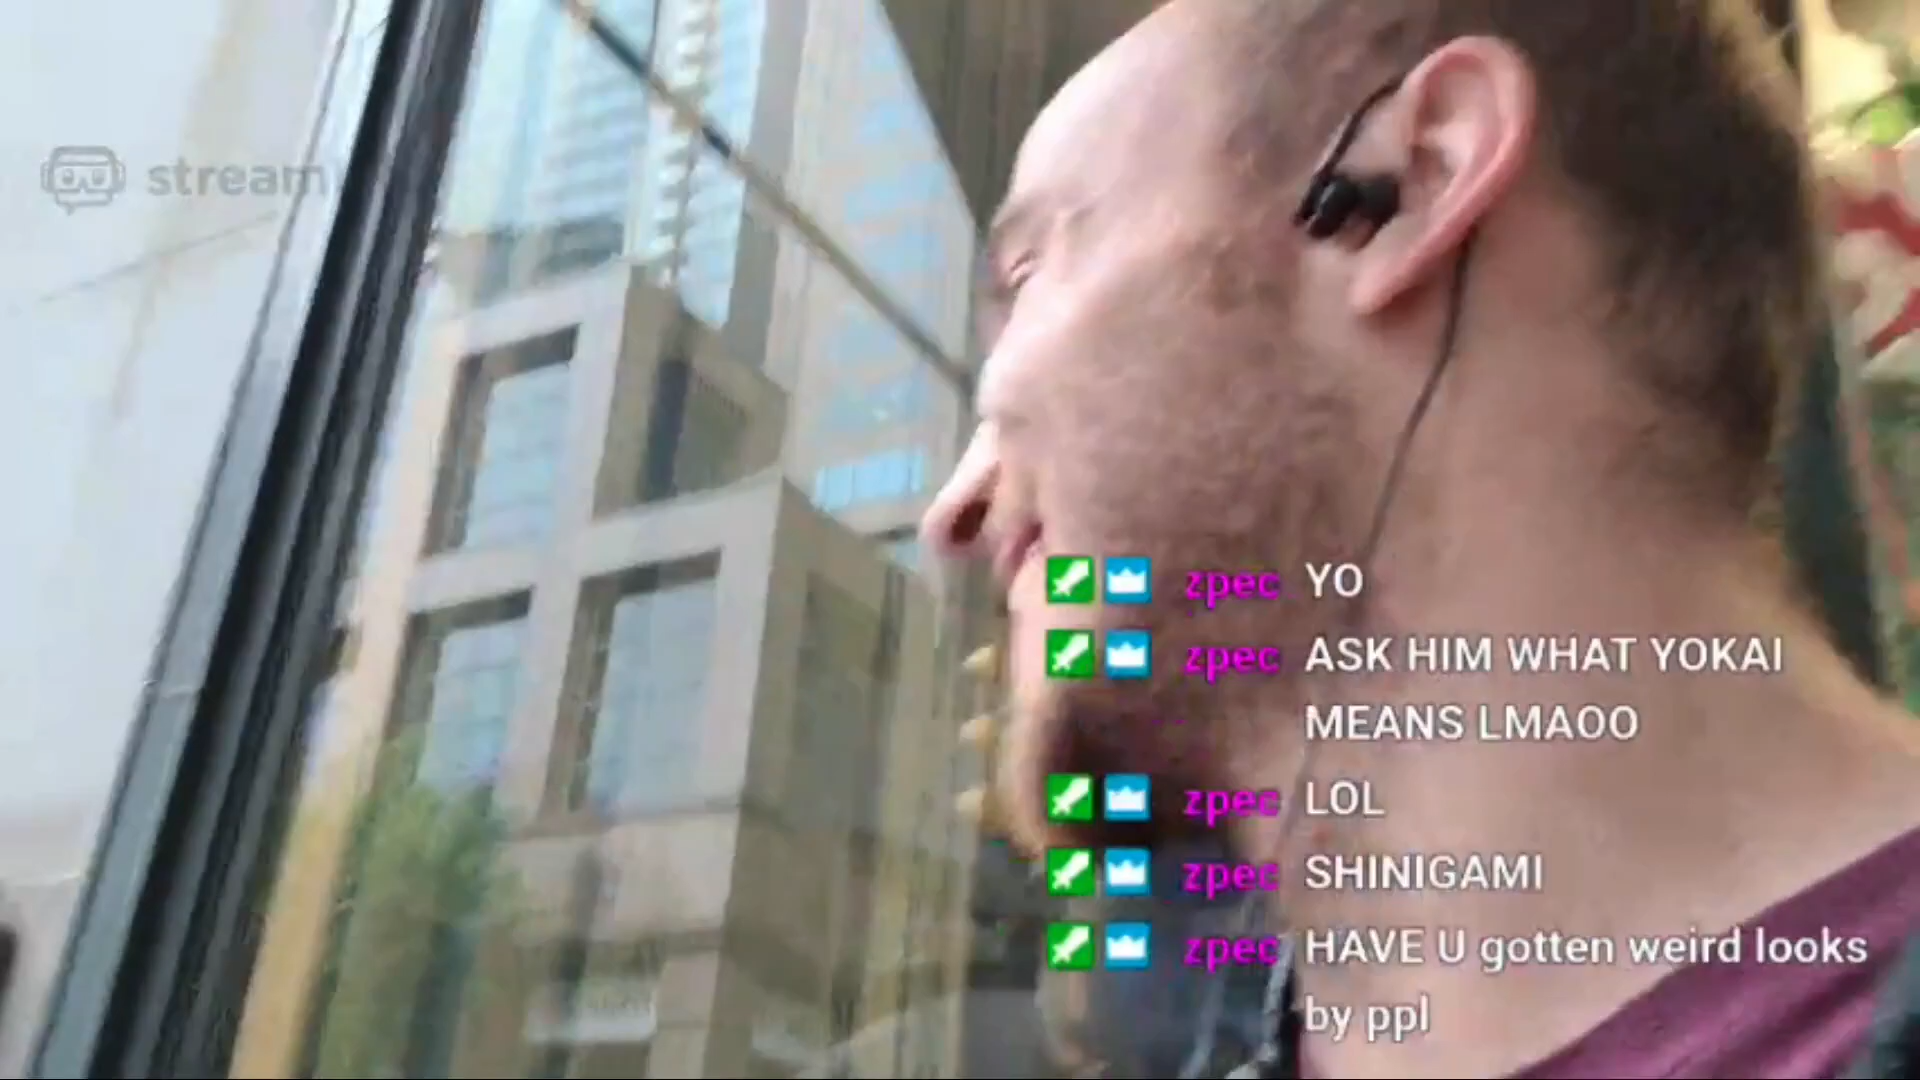 stream
zpec YO
zpec ASK HIM WHAT YOKAI
MEANS LMAOO
zpec LOL
zpec SHINIGAMI
zpec HAVE U gotten weird looks
by ppl